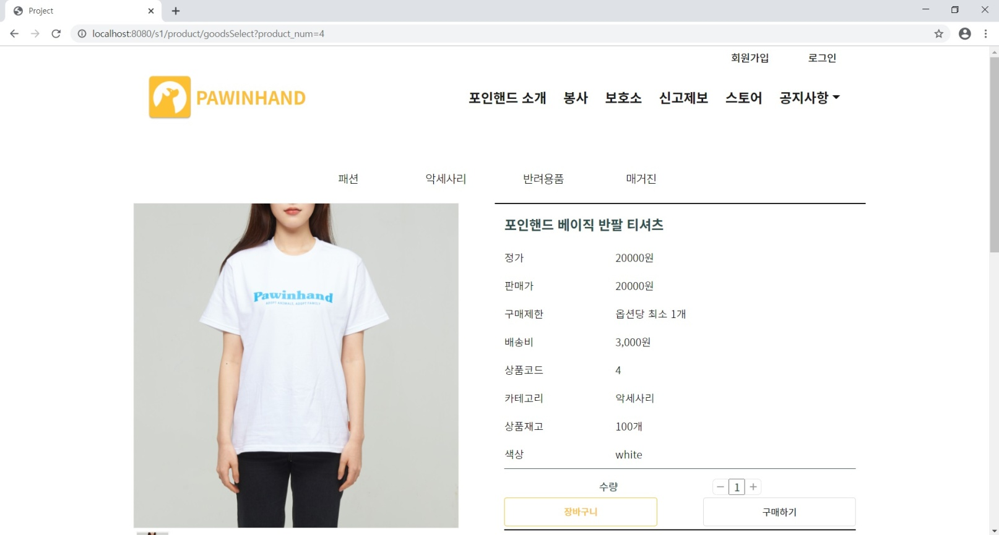 Project
localhost:8080/s1/product/goodsSelect?product_num=4
회원가입 로그인
PAWINHAND
포인핸드 소개 봉사 보호소 신고제보 스토어 공지사항
패션 악세사리 반려용품 매거진
Pawinhand
ADOPT ANIMALS, ADOPT FAMILY
포인핸드 베이직 반팔 티셔츠
정가 20000원
판매가 20000원
구매제한 옵션당 최소 1개
배송비 3,000원
상품코드 4
카테고리 악세사리
상품재고 100개
색상 white
수량 − 1 +
장바구니 구매하기